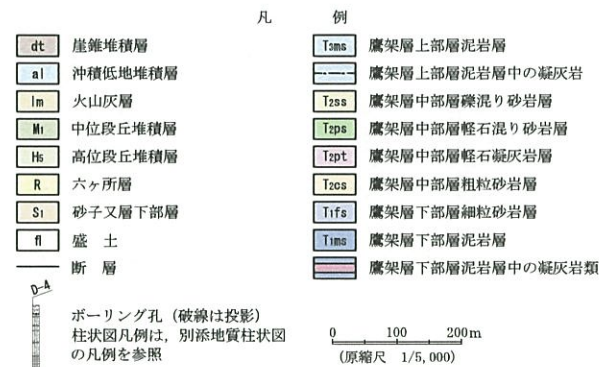 凡 例
dt 崖錐堆積層
al 沖積低地堆積層
lm 火山灰層
M1 中位段丘堆積層
H5 高位段丘堆積層
R 六ヶ所層
S1 砂子又層下部層
fl 盛 土
断 層
D-4
ボーリング孔（破線は投影）
柱状図凡例は，別添地質柱状図
の凡例を参照
T3ms 鷹架層上部層泥岩層
鷹架層上部層泥岩層中の凝灰岩
T2ss 鷹架層中部層礫混り砂岩層
T2ps 鷹架層中部層軽石混り砂岩層
T2pt 鷹架層中部層軽石凝灰岩層
T2cs 鷹架層中部層粗粒砂岩層
T1fs 鷹架層下部層細粒砂岩層
T1ms 鷹架層下部層泥岩層
鷹架層下部層泥岩層中の凝灰岩類
0 100 200m
(原縮尺 1/5,000)